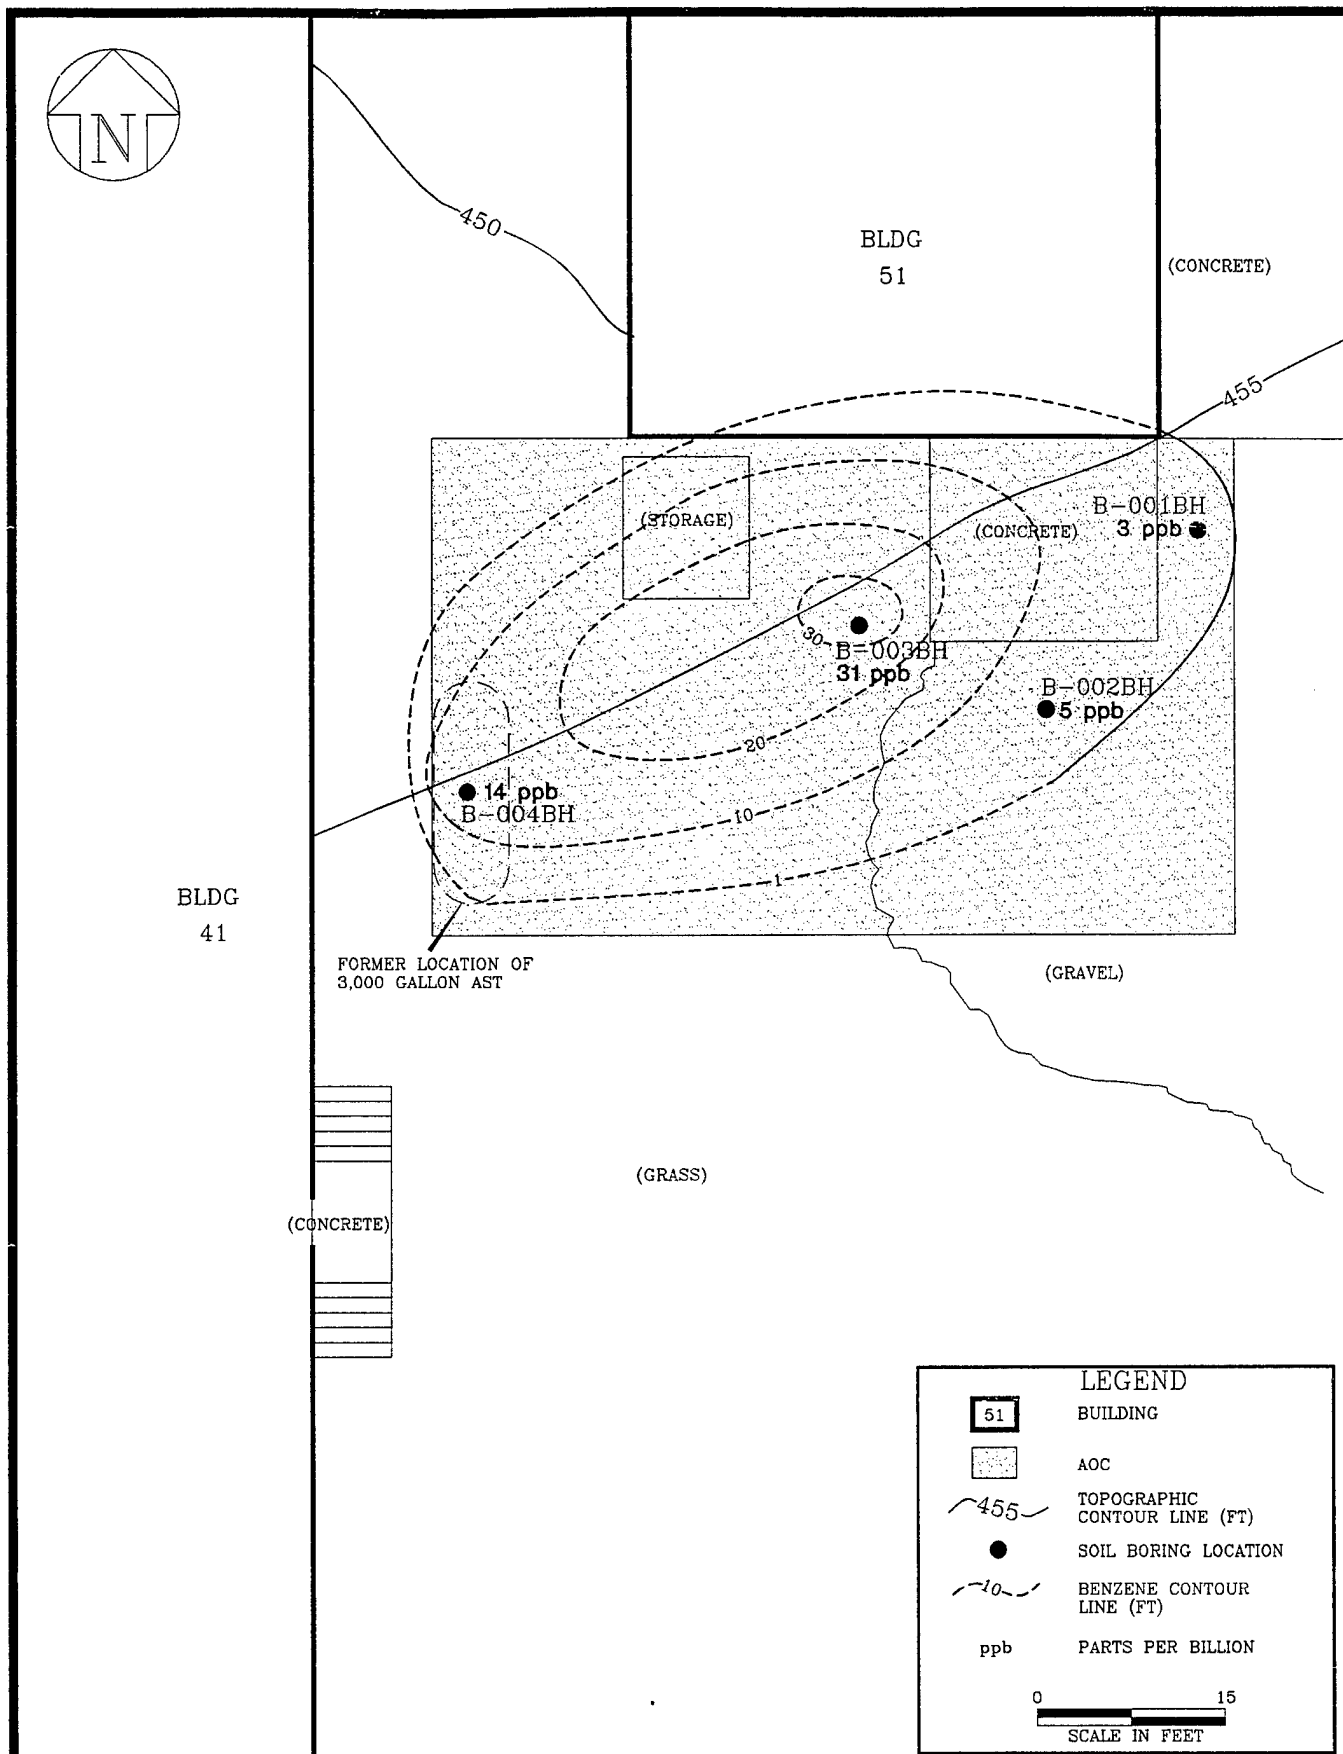 N
450
BLDG
51
(CONCRETE)
455
(STORAGE)
(CONCRETE)
B-001BH
3 ppb
30
B-003BH
31 ppb
B-002BH
5 ppb
20
14 ppb
B-004BH
10
1
BLDG
41
FORMER LOCATION OF
3,000 GALLON AST
(GRAVEL)
(GRASS)
(CONCRETE)
LEGEND
51
BUILDING
AOC
455
TOPOGRAPHIC
CONTOUR LINE (FT)
SOIL BORING LOCATION
10
BENZENE CONTOUR
LINE (FT)
ppb
PARTS PER BILLION
0 15
SCALE IN FEET